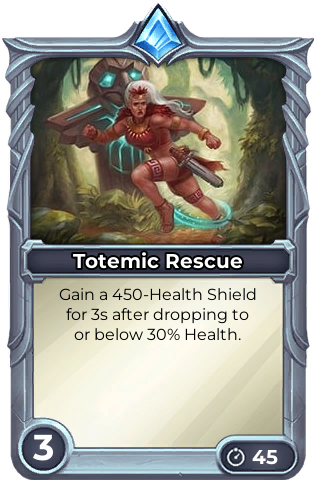 Totemic Rescue
Gain a 450-Health Shield
for 3s after dropping to
or below 30% Health.
3
45